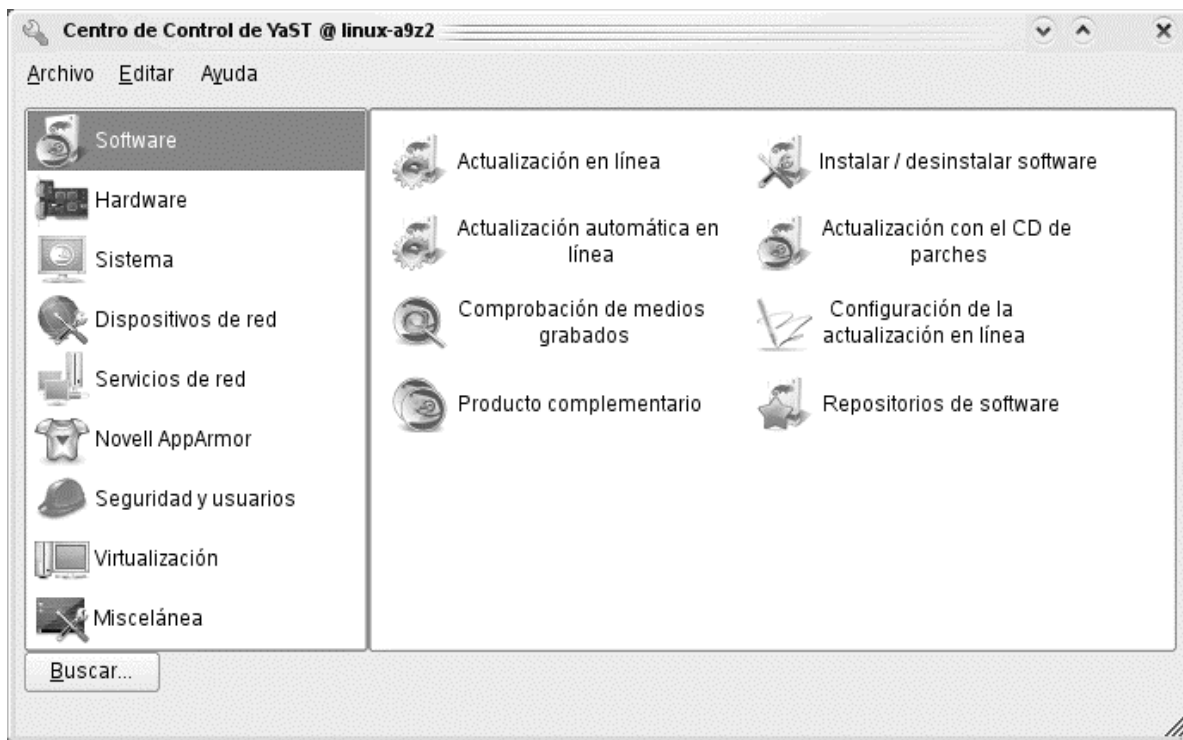 Centro de Control de YaST @ linux-a9z2
Archivo Editar Ayuda
Software
Hardware
Sistema
Dispositivos de red
Servicios de red
Novell AppArmor
Seguridad y usuarios
Virtualización
Miscelánea
Actualización en línea
Instalar / desinstalar software
Actualización automática en
línea
Actualización con el CD de
parches
Comprobación de medios
grabados
Configuración de la
actualización en línea
Producto complementario
Repositorios de software
Buscar...